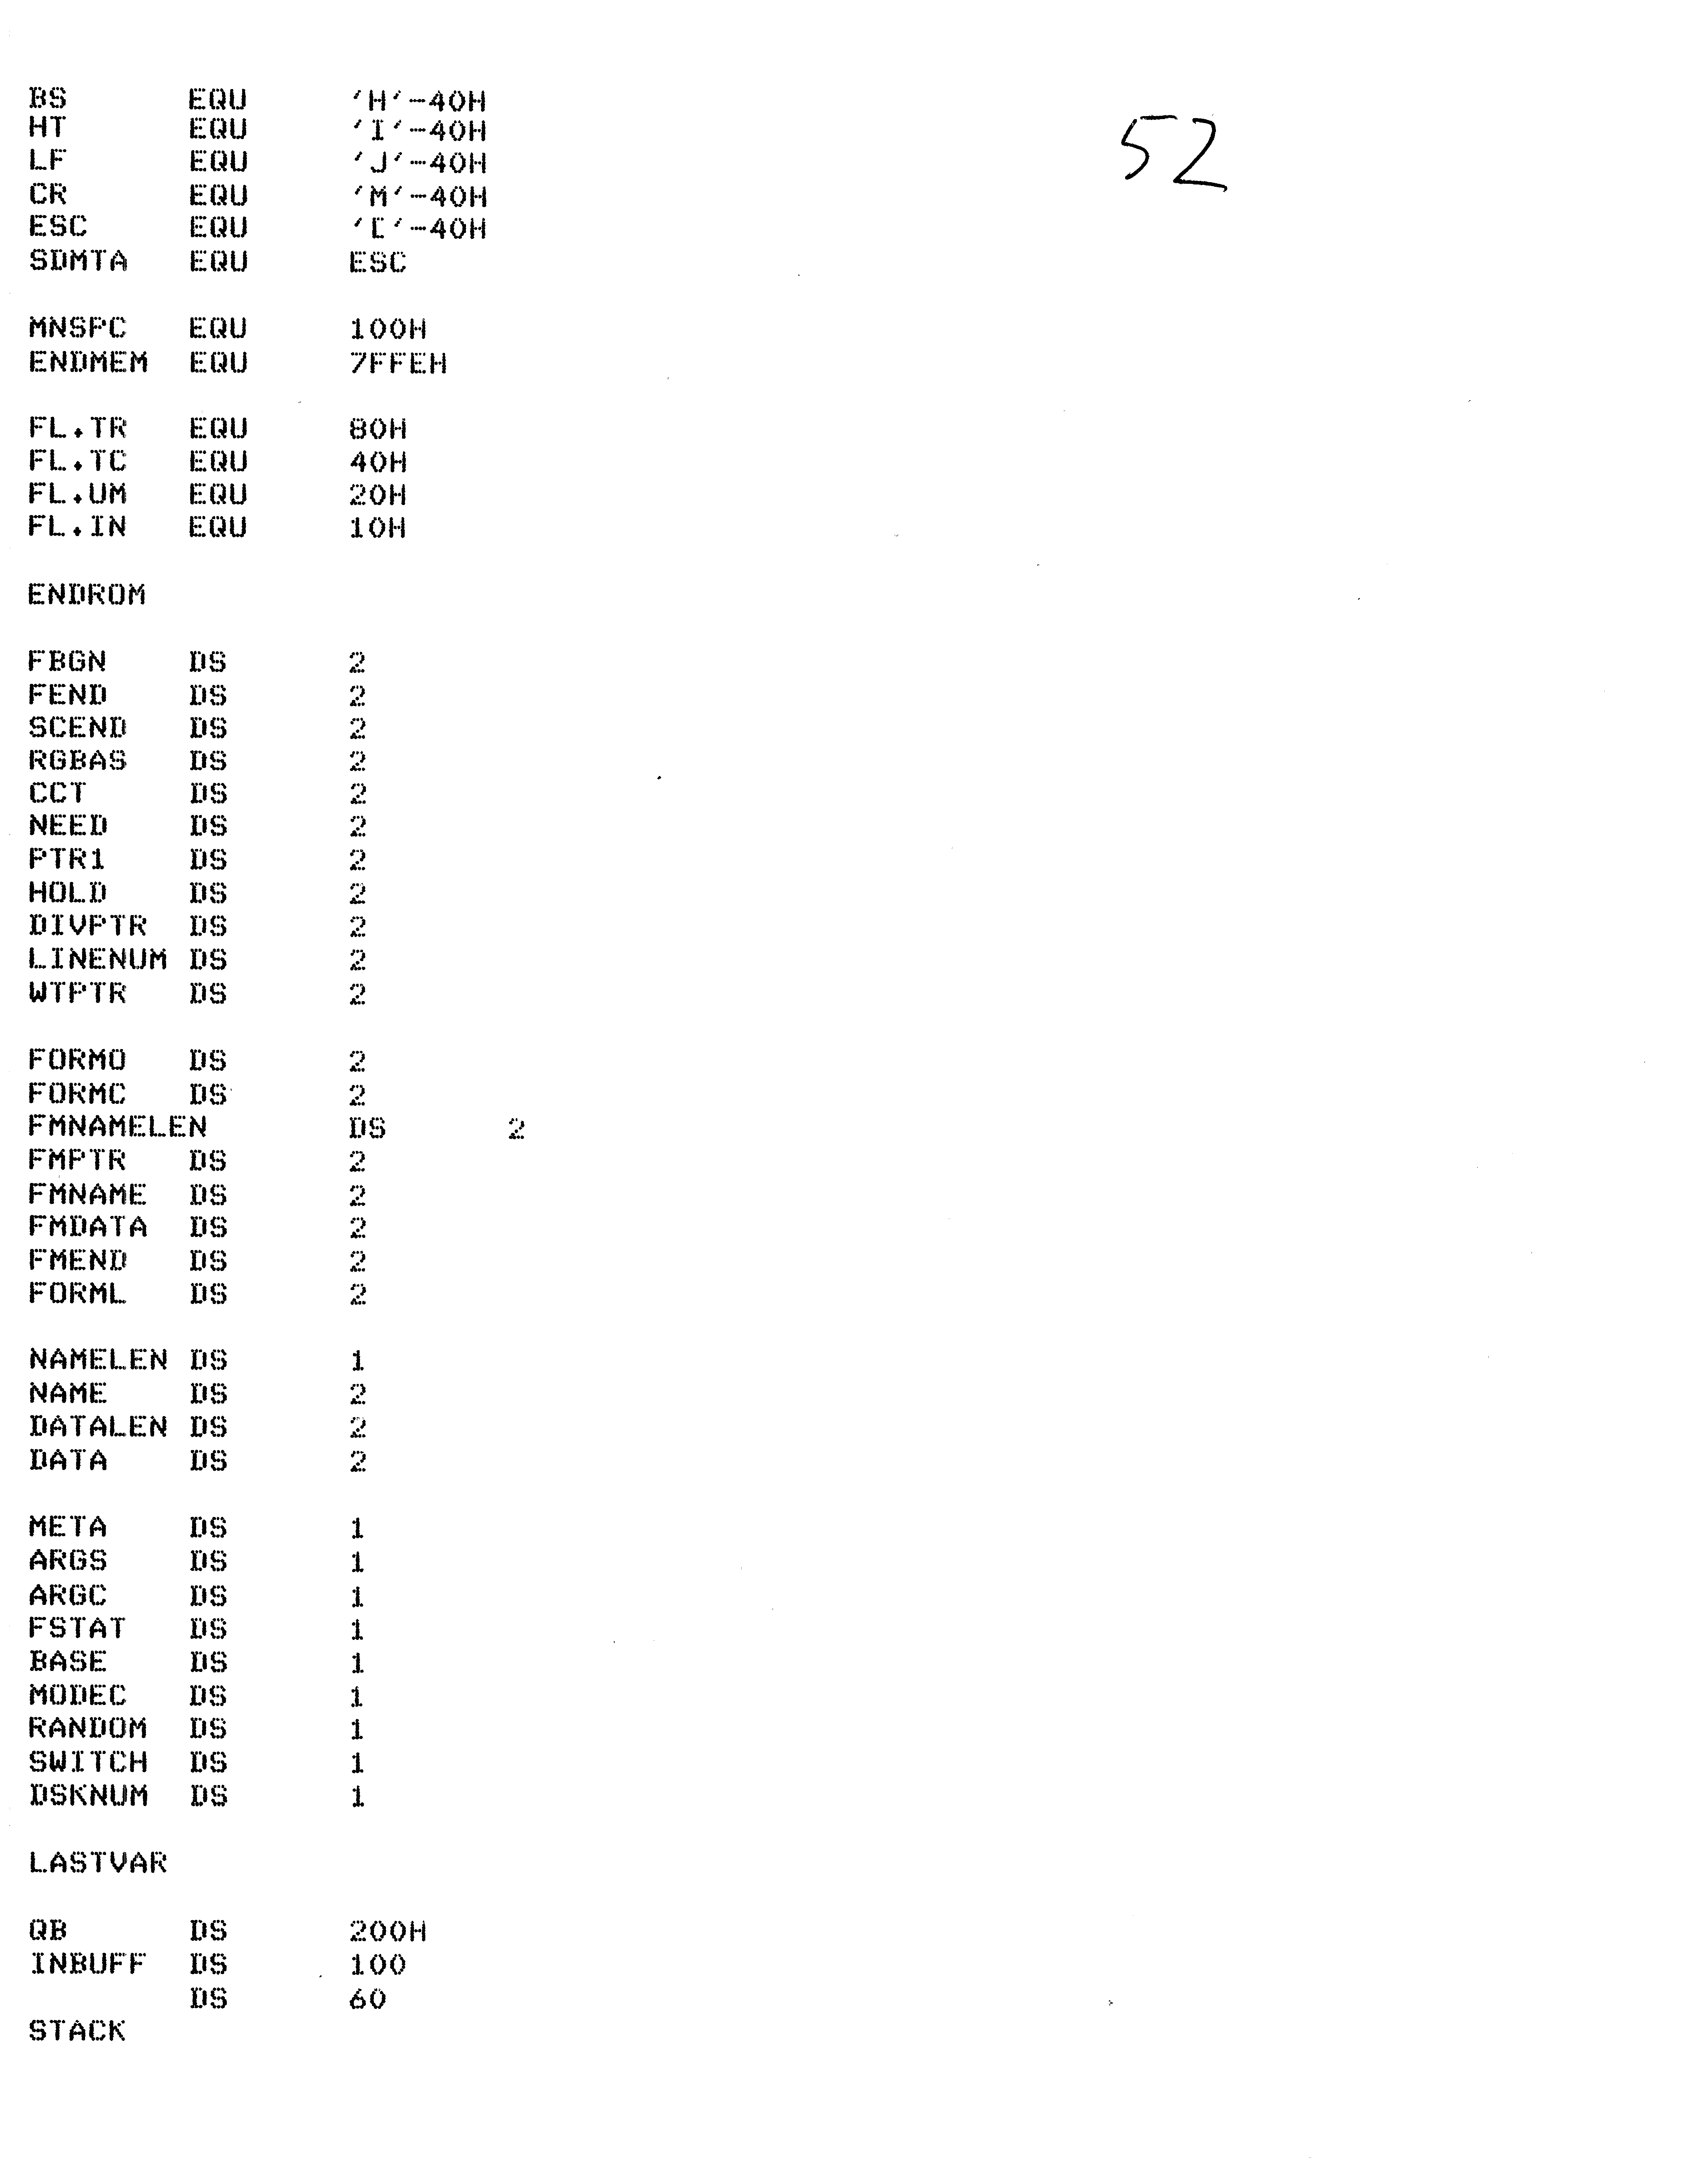 BS EQU 'H'-40H
HT EQU 'I'-40H
52
LF EQU 'J'-40H
CR EQU 'M'-40H
ESC EQU '['-40H
SDMTA EQU ESC
MNSPC EQU 100H
ENDMEM EQU 7FFEH
FL.TR EQU 80H
FL.TC EQU 40H
FL.UM EQU 20H
FL.IN EQU 10H
ENDROM
FBGN DS 2
FEND DS 2
SCEND DS 2
RGBAS DS 2
CCT DS 2
NEED DS 2
PTR1 DS 2
HOLD DS 2
DIVPTR DS 2
LINENUM DS 2
WTPTR DS 2
FORMO DS 2
FORMC DS 2
FMNAMELEN DS 2
FMPTR DS 2
FMNAME DS 2
FMDATA DS 2
FMEND DS 2
FORML DS 2
NAMELEN DS 1
NAME DS 2
DATALEN DS 2
DATA DS 2
META DS 1
ARGS DS 1
ARGC DS 1
FSTAT DS 1
BASE DS 1
MODEC DS 1
RANDOM DS 1
SWITCH DS 1
DSKNUM DS 1
LASTVAR
QB DS 200H
INBUFF DS 100
DS 60
STACK